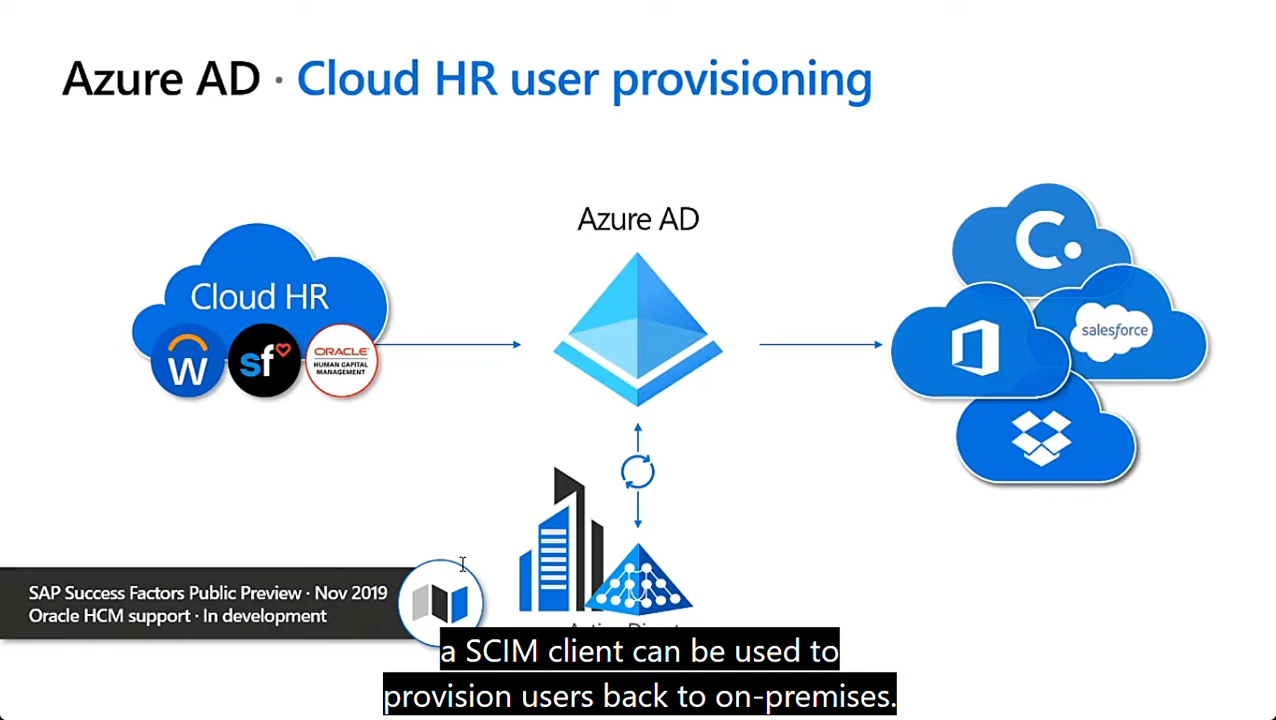 Azure AD · Cloud HR user provisioning
Azure AD
Cloud HR
W
sf
ORACLE
HUMAN CAPITAL
MANAGEMENT
C.
salesforce
SAP Success Factors Public Preview · Nov 2019
Oracle HCM support · In development
a SCIM client can be used to
provision users back to on-premises.